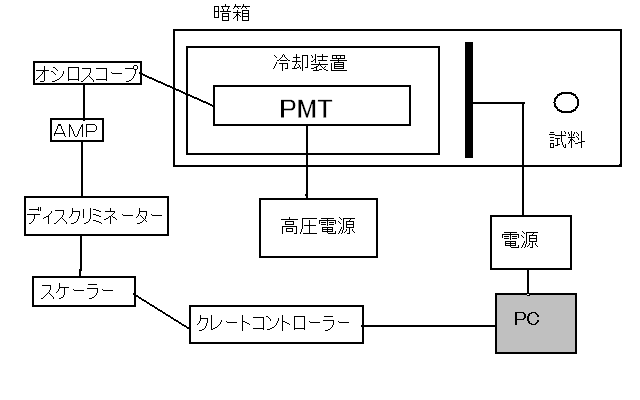 暗箱
冷却装置
オシロスコープ
PMT
AMP
試料
ディスクリミネーター
高圧電源
電源
スケーラー
クレートコントローラー
PC